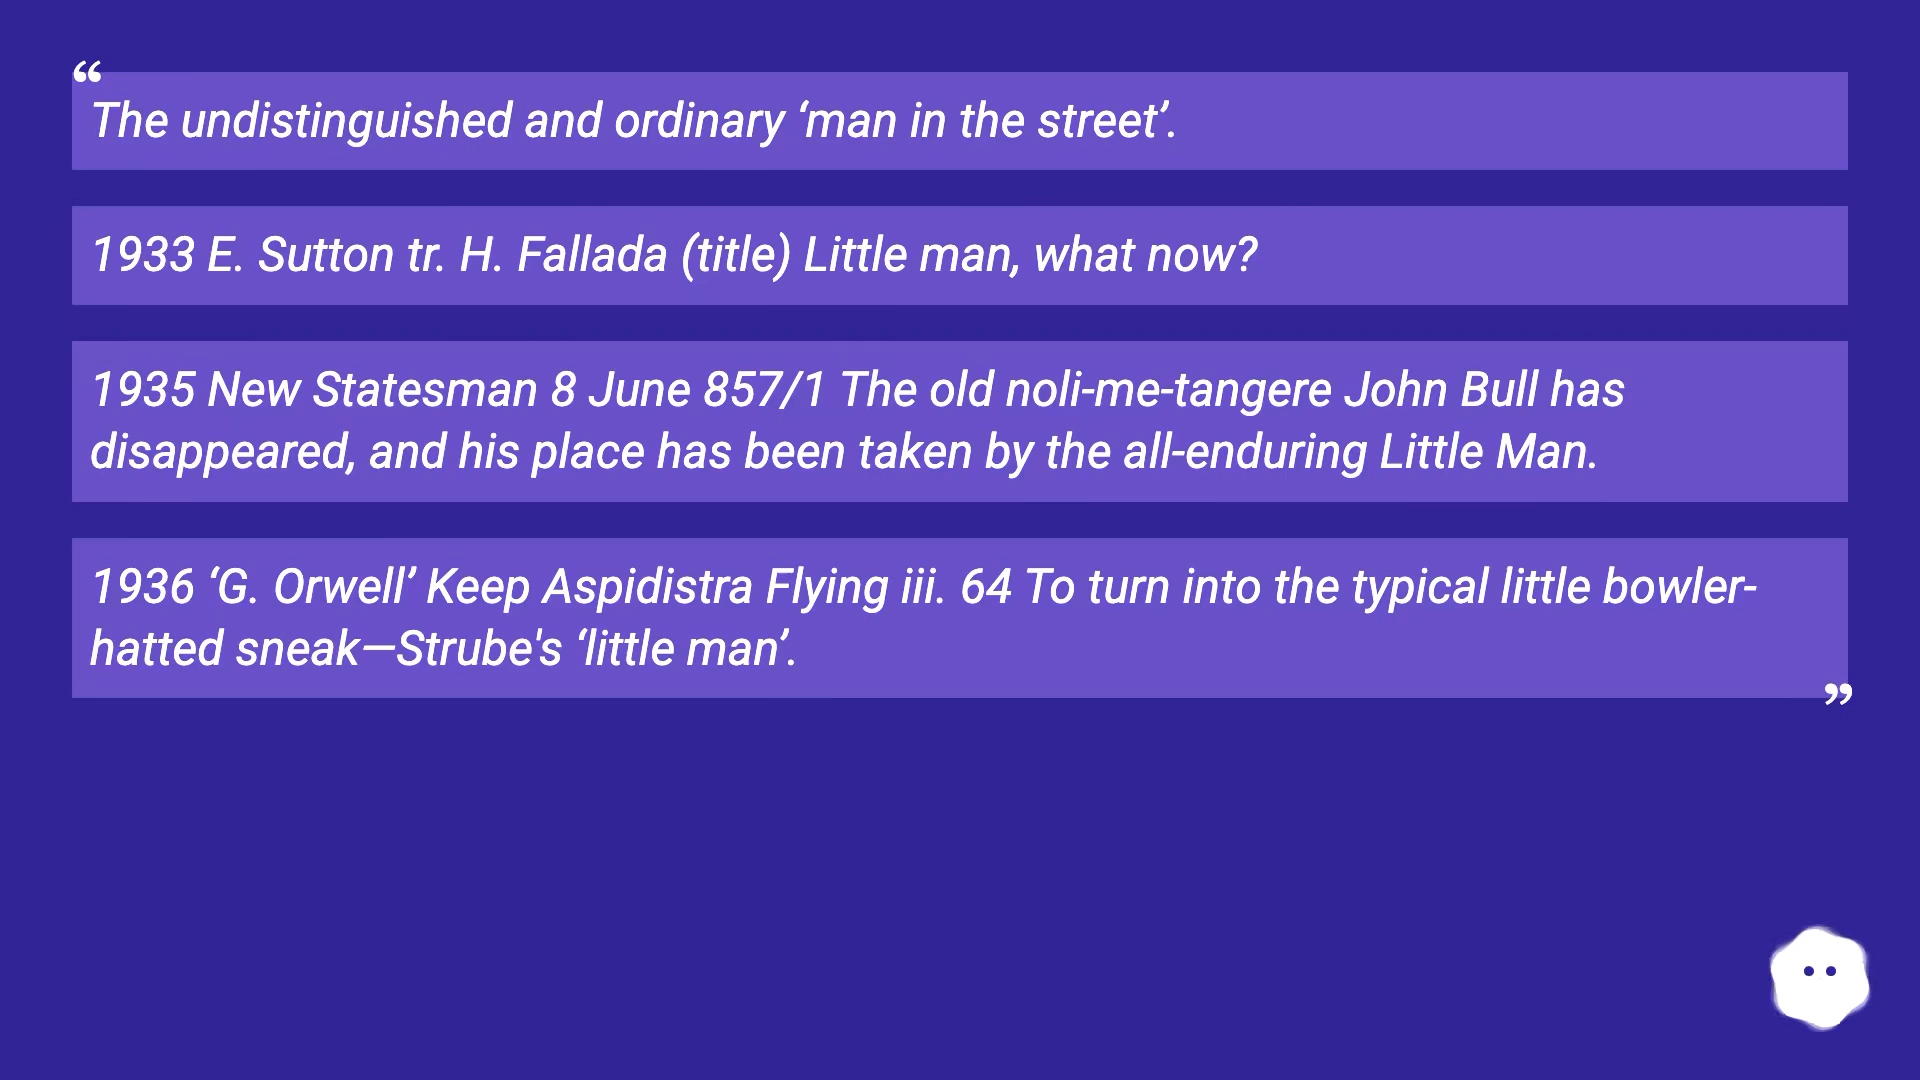 “
The undistinguished and ordinary ‘man in the street’.
1933 E. Sutton tr. H. Fallada (title) Little man, what now?
1935 New Statesman 8 June 857/1 The old noli-me-tangere John Bull has
disappeared, and his place has been taken by the all-enduring Little Man.
1936 ‘G. Orwell’ Keep Aspidistra Flying iii. 64 To turn into the typical little bowler-
hatted sneak—Strube's ‘little man’.
”